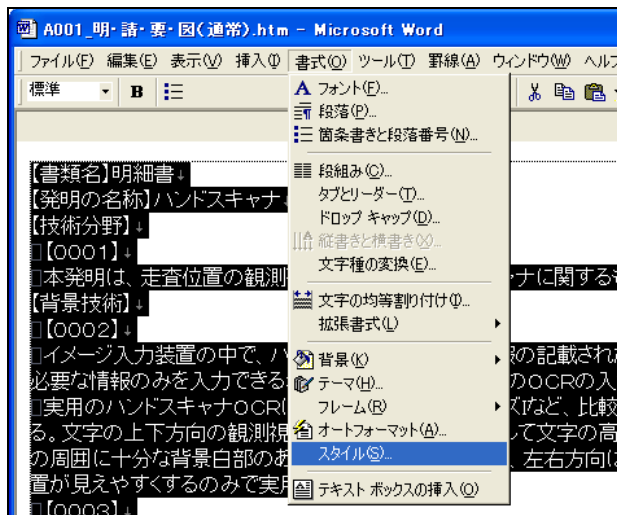 A001_明・請・要・図(通常).htm - Microsoft Word
ファイル(F) 編集(E) 表示(V) 挿入(I) 書式(O) ツール(T) 罫線(A) ウィンドウ(W) ヘル
標準 B
A フォント(F)...
段落(P)...
箇条書きと段落番号(N)...
段組み(C)...
タブとリーダー(T)...
ドロップ キャップ(D)...
縦書きと横書き(X)...
文字種の変換(E)...
文字の均等割り付け(I)...
拡張書式(L)
背景(K)
テーマ(H)...
フレーム(R)
オートフォーマット(A)...
スタイル(S)...
テキスト ボックスの挿入(O)
【書類名】明細書↓
【発明の名称】ハンドスキャナ
【技術分野】↓
【0001】↓
本発明は、走査位置の観測 ャナに関する
【背景技術】↓
【0002】↓
イメージ入力装置の中で、ハ 報の記載され
必要な情報のみを入力できる のOCRの入
実用のハンドスキャナOCR ズなど、比較
る。文字の上下方向の観測視 して文字の高
の周囲に十分な背景白部のあ 、左右方向に
置が見えやすくするのみで実用
【0003】↓